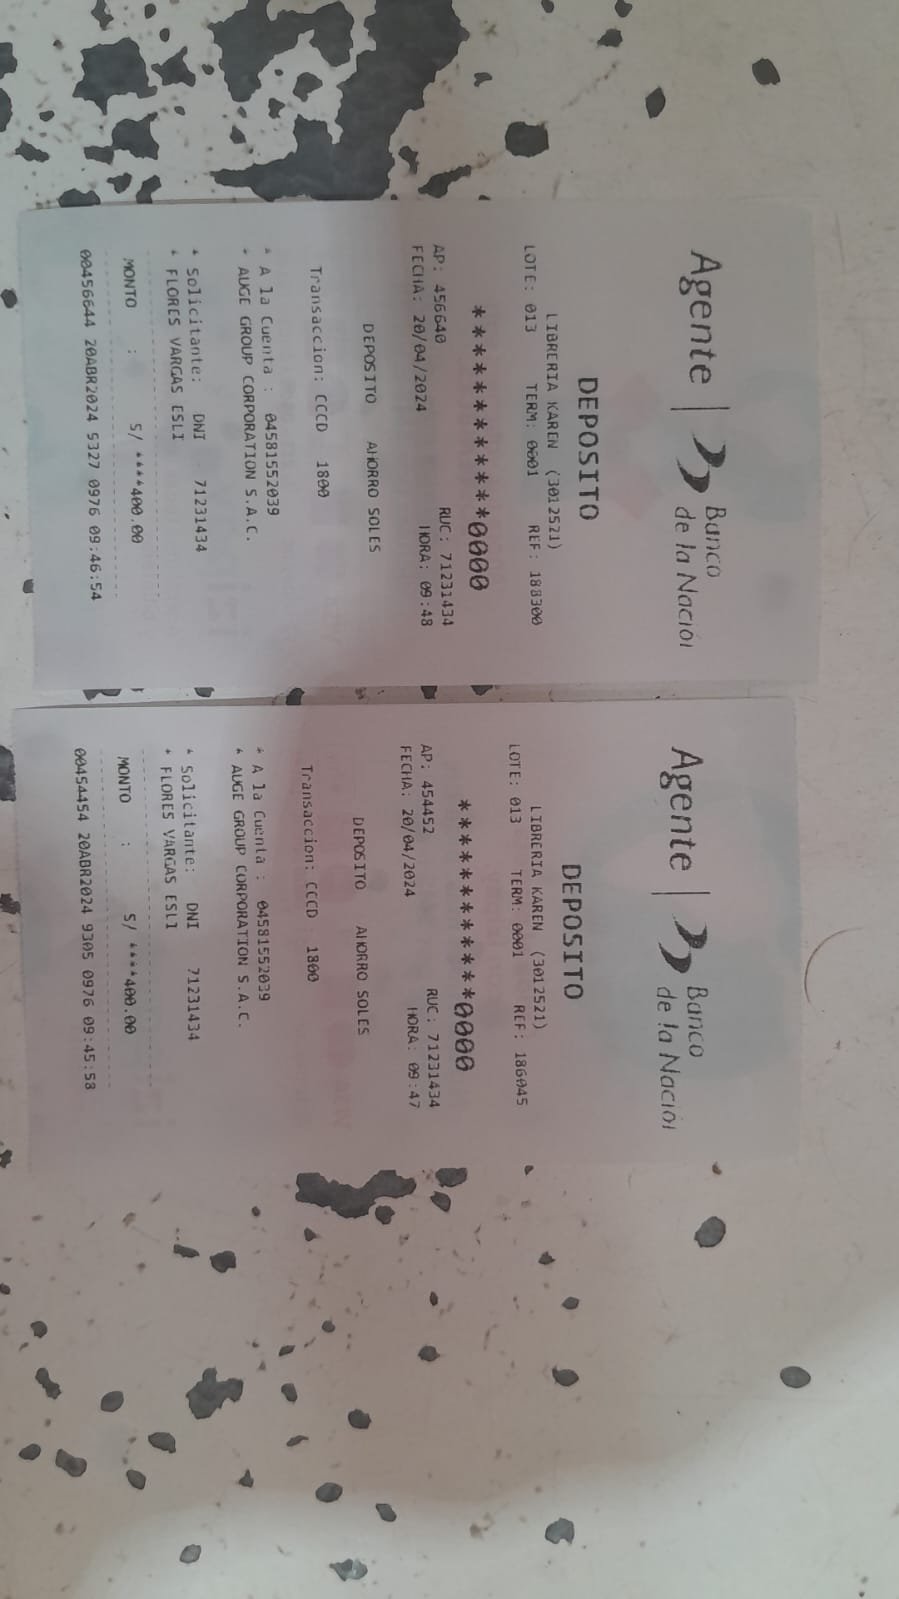 Agente | Banco
de la Nación
DEPOSITO
LIBRERIA KAREN (3012521)
LOTE: 013 TERM: 0001 REF: 188300
************0000
AP: 456640 RUC: 71231434
FECHA: 20/04/2024 HORA: 09:48
DEPOSITO AHORRO SOLES
Transaccion: CCCD 1800
* A la Cuenta : 04581552039
* AUGE GROUP CORPORATION S.A.C.
* Solicitante: DNI 71231434
* FLORES VARGAS ESLI
MONTO : S/ ****400.00
00456644 20ABR2024 5327 0976 09:46:54
Agente | Banco
de la Nación
DEPOSITO
LIBRERIA KAREN (3012521)
LOTE: 013 TERM: 0001 REF: 186045
************0000
AP: 454452 RUC: 71231434
FECHA: 20/04/2024 HORA: 09:47
DEPOSITO AHORRO SOLES
Transaccion: CCCD 1800
* A la Cuenta : 04581552039
* AUGE GROUP CORPORATION S.A.C.
* Solicitante: DNI 71231434
* FLORES VARGAS ESLI
MONTO : S/ ****400.00
00454454 20ABR2024 9305 0976 09:45:58